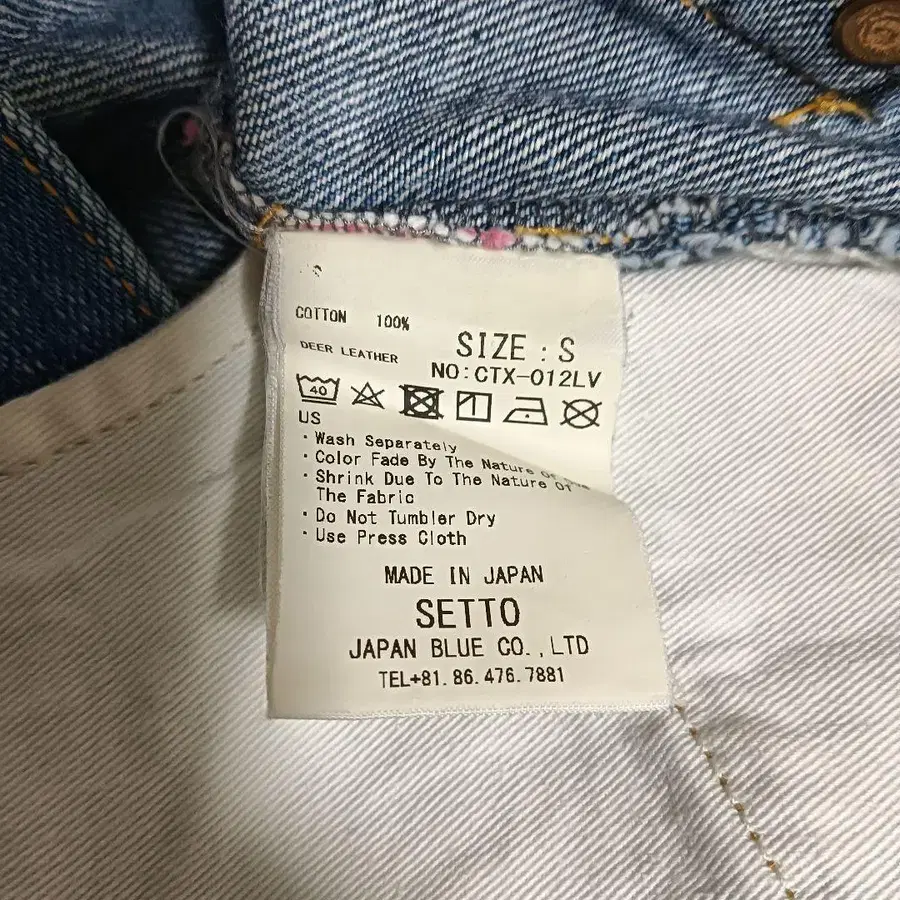 COTTON 100%
DEER LEATHER
SIZE : S
NO:CTX-012LV
40
US
・Wash Separately
・Color Fade By The Nature of
・Shrink Due To The Nature Of
The Fabric
・Do Not Tumbler Dry
・Use Press Cloth
MADE IN JAPAN
SETTO
JAPAN BLUE CO.,LTD
TEL+81.86.476.7881